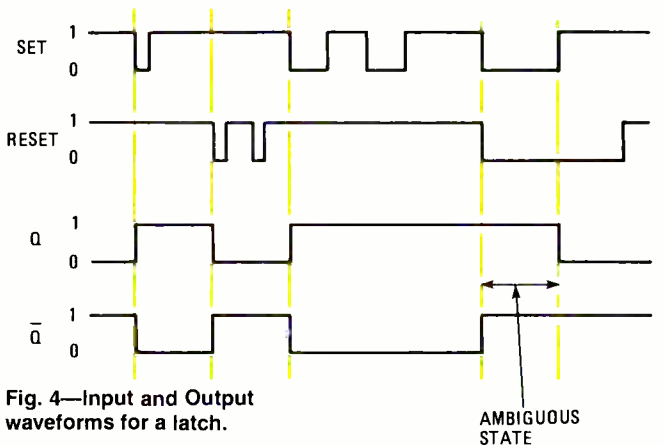 SET
1
0
RESET
1
0
Q
1
0
Q̅
1
0
Fig. 4—Input and Output
waveforms for a latch.
AMBIGUOUS
STATE